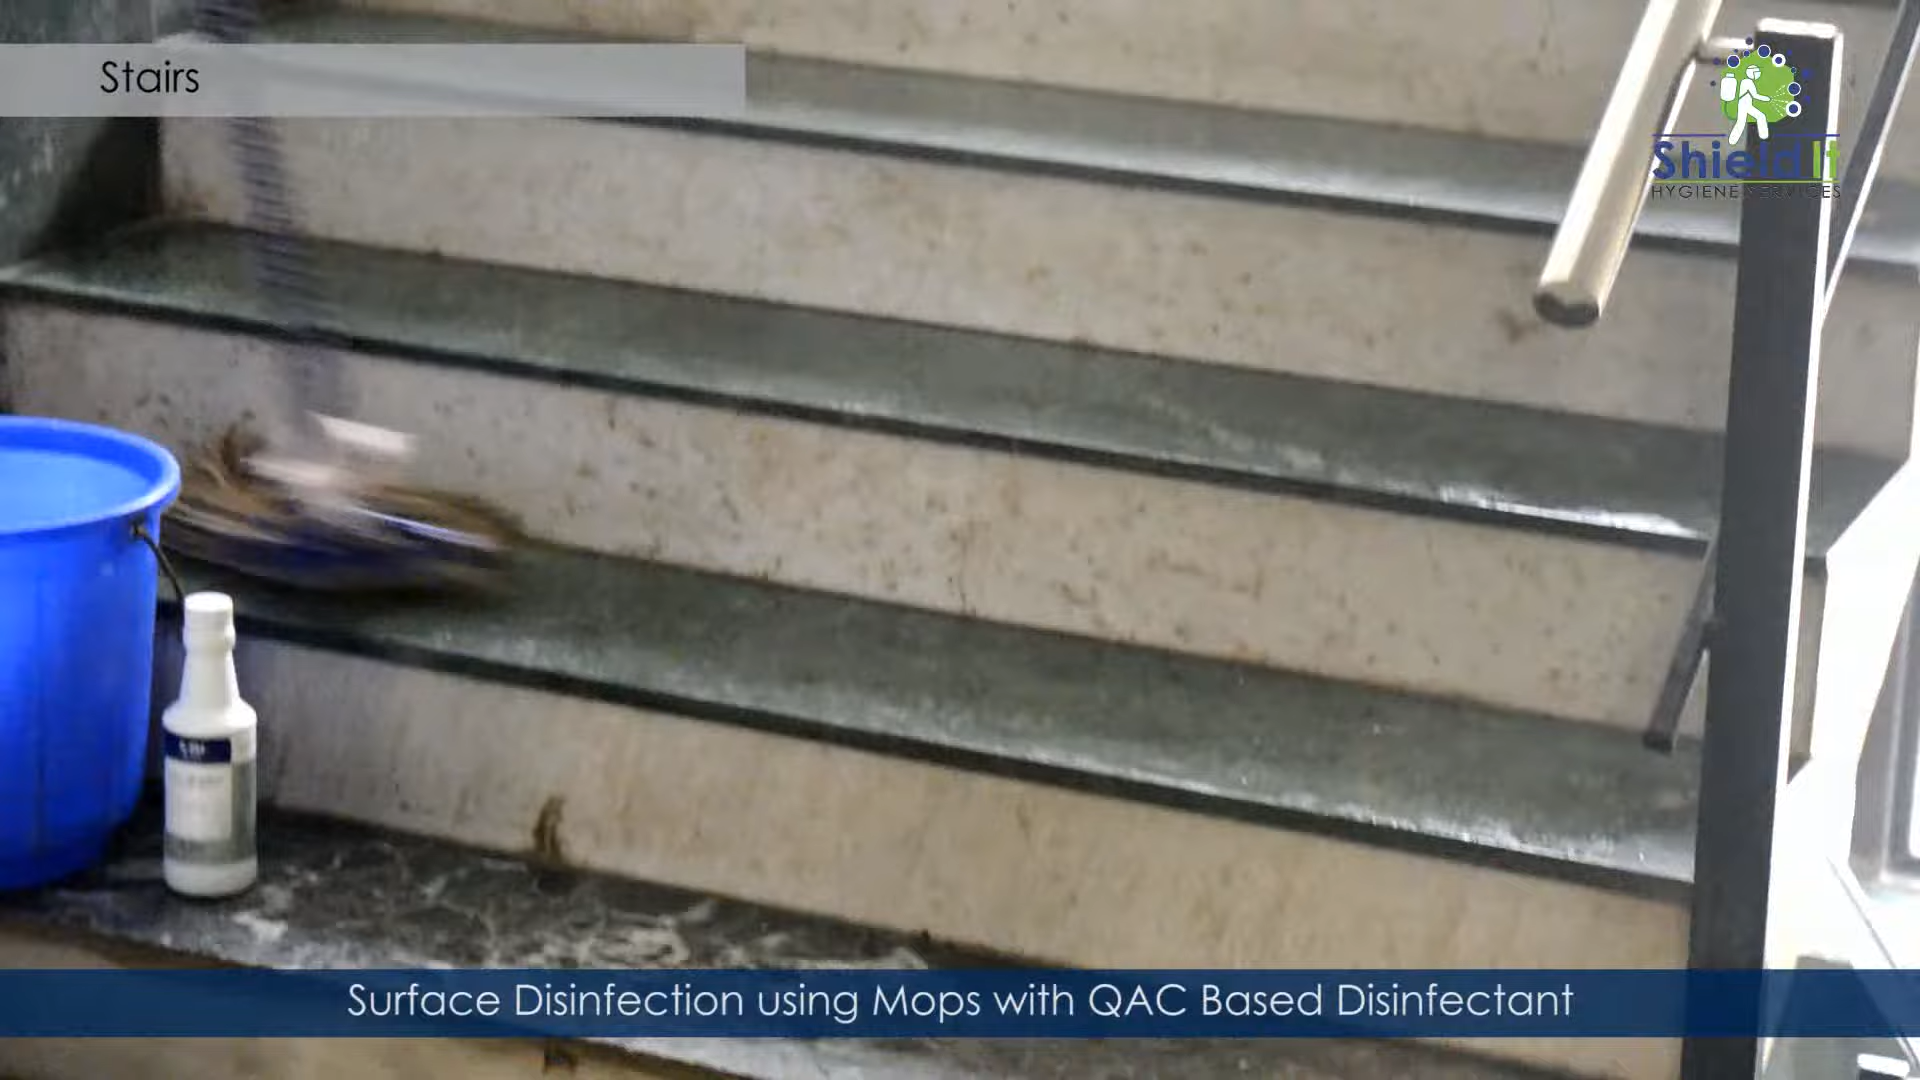 Stairs
Shield It
HYGIENE SERVICES
Surface Disinfection using Mops with QAC Based Disinfectant